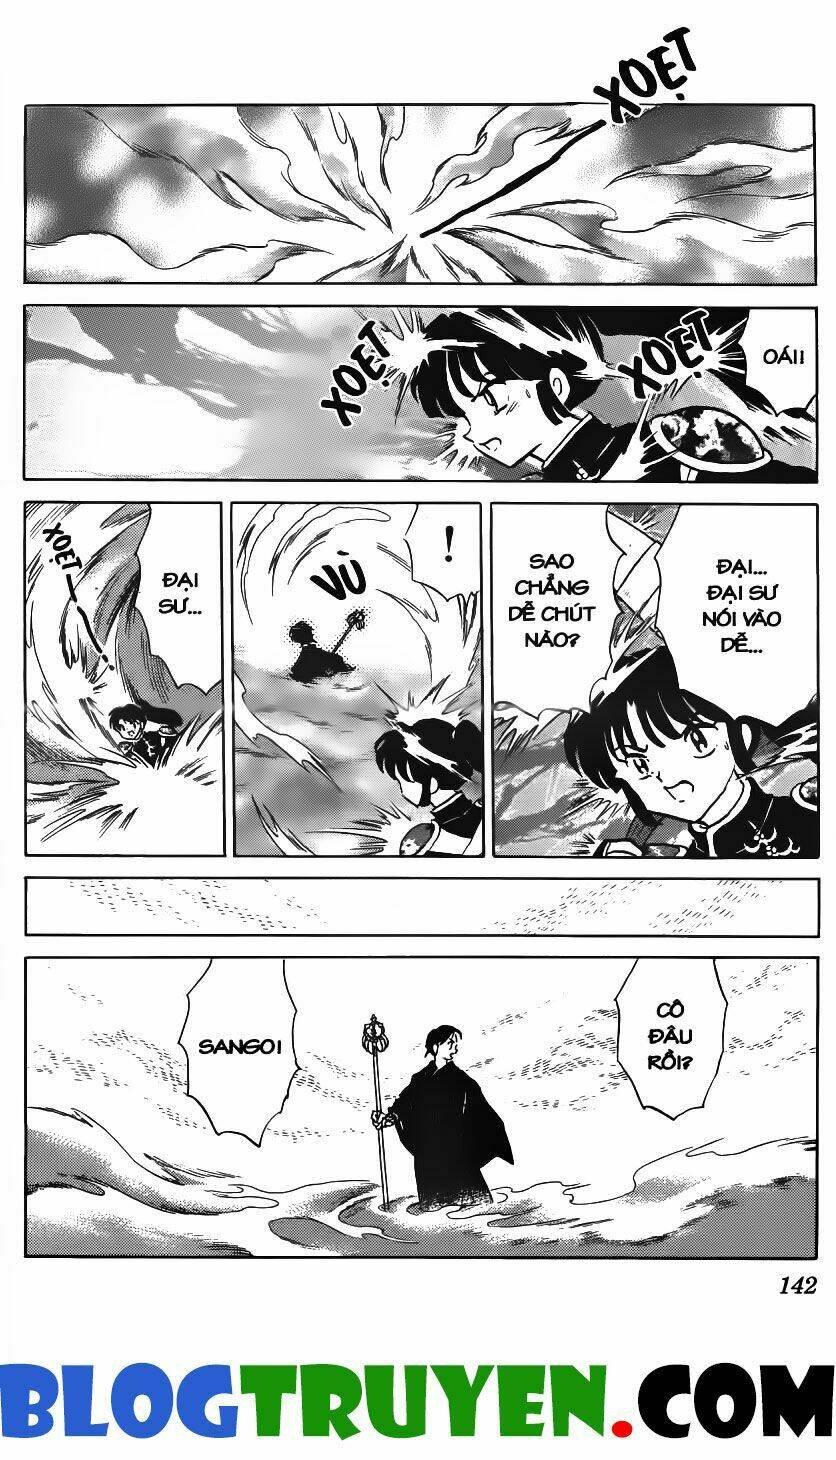 XOẸT
OÁI!
XOẸT
XOẸT
ĐẠI...
ĐẠI SƯ
NÓI VÀO
DỄ...
SAO
CHẲNG
DỄ CHÚT
NÀO?
!
VÙ
ĐẠI
SƯ...
XOẸT
CÔ
ĐÂU
RỒI?
SANGO!
142
BLOGTRUYEN.COM